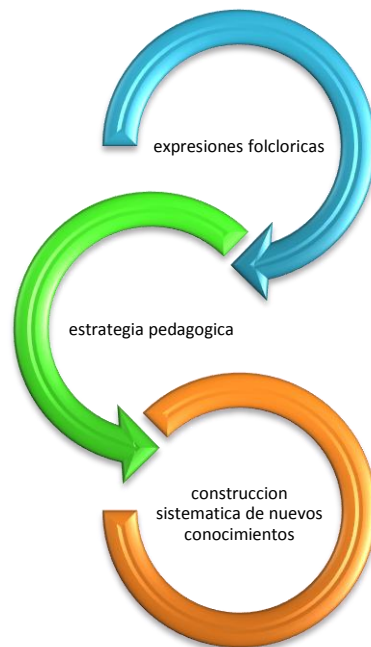 expresiones folcloricas
estrategia pedagogica
construccion
sistematica de nuevos
conocimientos